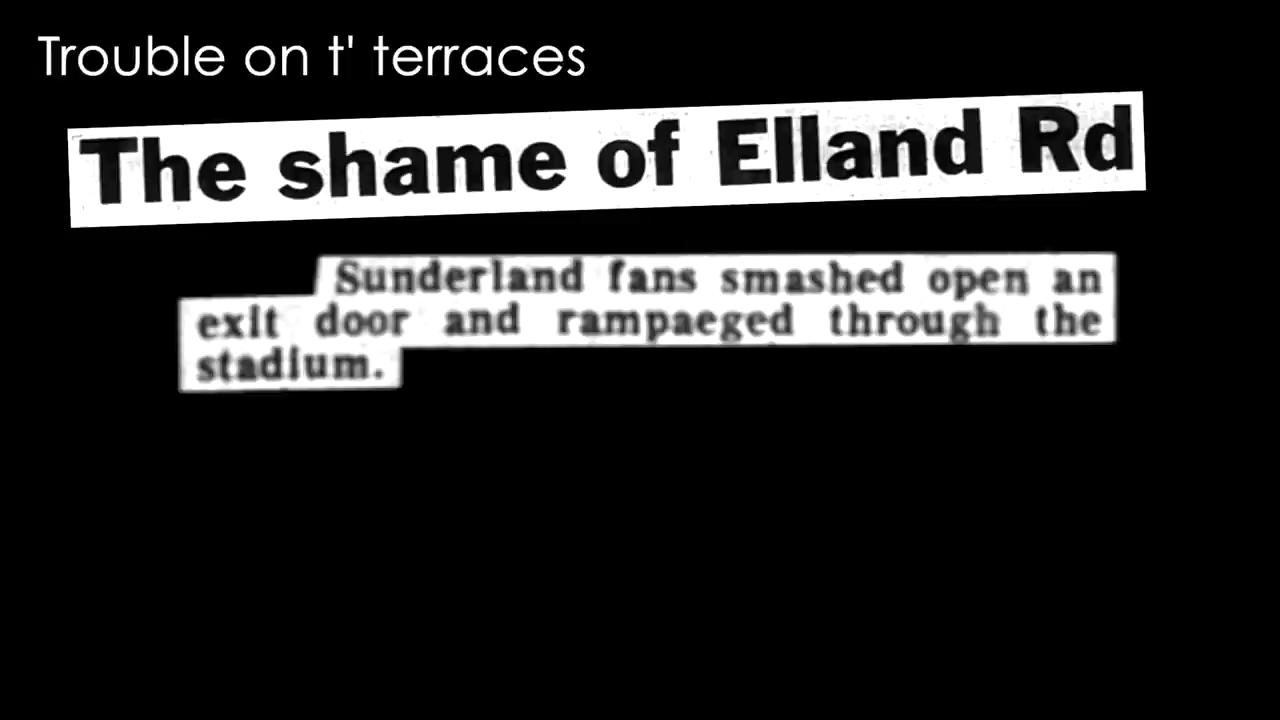 Trouble on t' terraces
The shame of Elland Rd
Sunderland fans smashed open an
exit door and rampaeged through the
stadium.